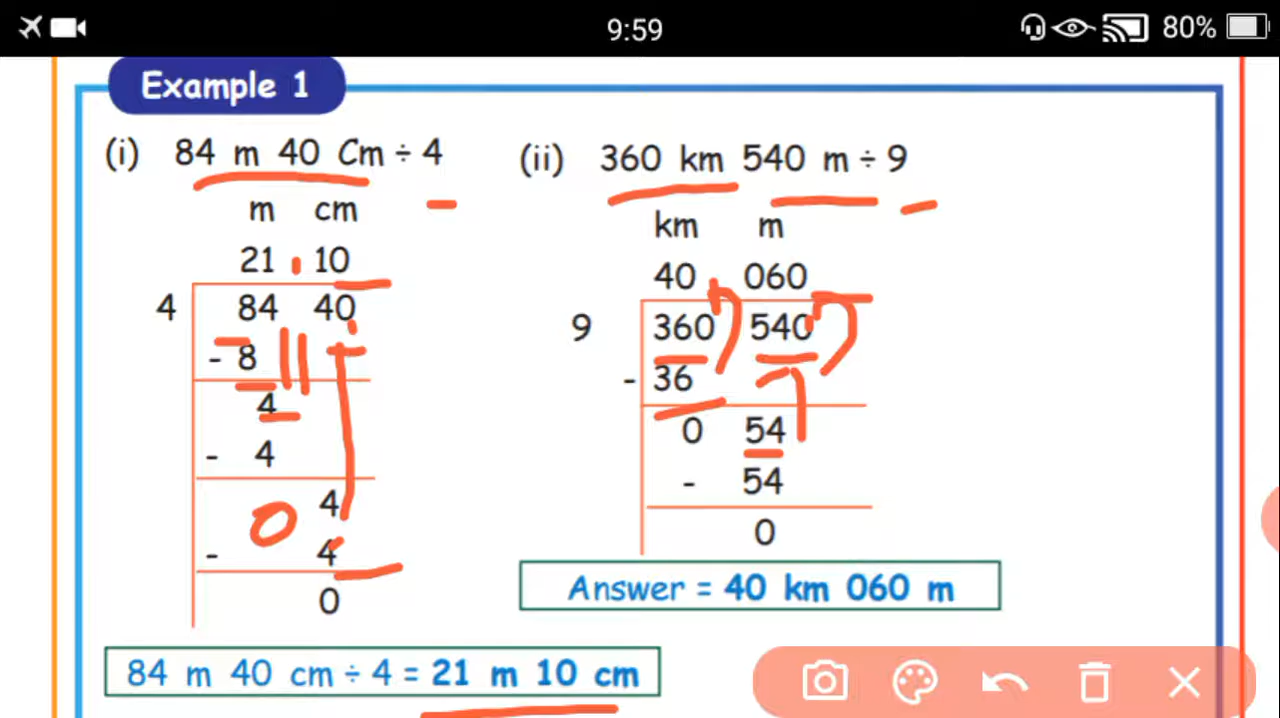 9:59
80%
Example 1
(i) 84 m 40 Cm ÷ 4
m cm
21 10
4 84 40
- 8
4
- 4
0 4
- 4
0
84 m 40 cm ÷ 4 = 21 m 10 cm
(ii) 360 km 540 m ÷ 9
km m
40 060
9 360 540
- 36
0 54
- 54
0
Answer = 40 km 060 m